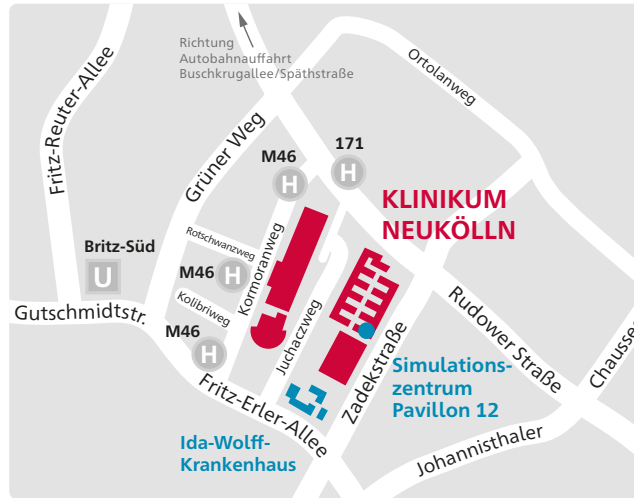 Richtung
Autobahnauffahrt
Buschkrugallee/Späthstraße
Fritz-Reuter-Allee
Ortolanweg
Grüner Weg
171
M46
H
H
KLINIKUM
NEUKÖLLN
Rotschwanzweg
Britz-Süd
U
M46
H
Kormoranweg
Kolibriweg
Gutschmidtstr.
M46
H
Juchaczweg
Rudower Straße
Chaussee
Simulations-
zentrum
Pavillon 12
Zadekstraße
Fritz-Erler-Allee
Ida-Wolff-
Krankenhaus
Johannisthaler